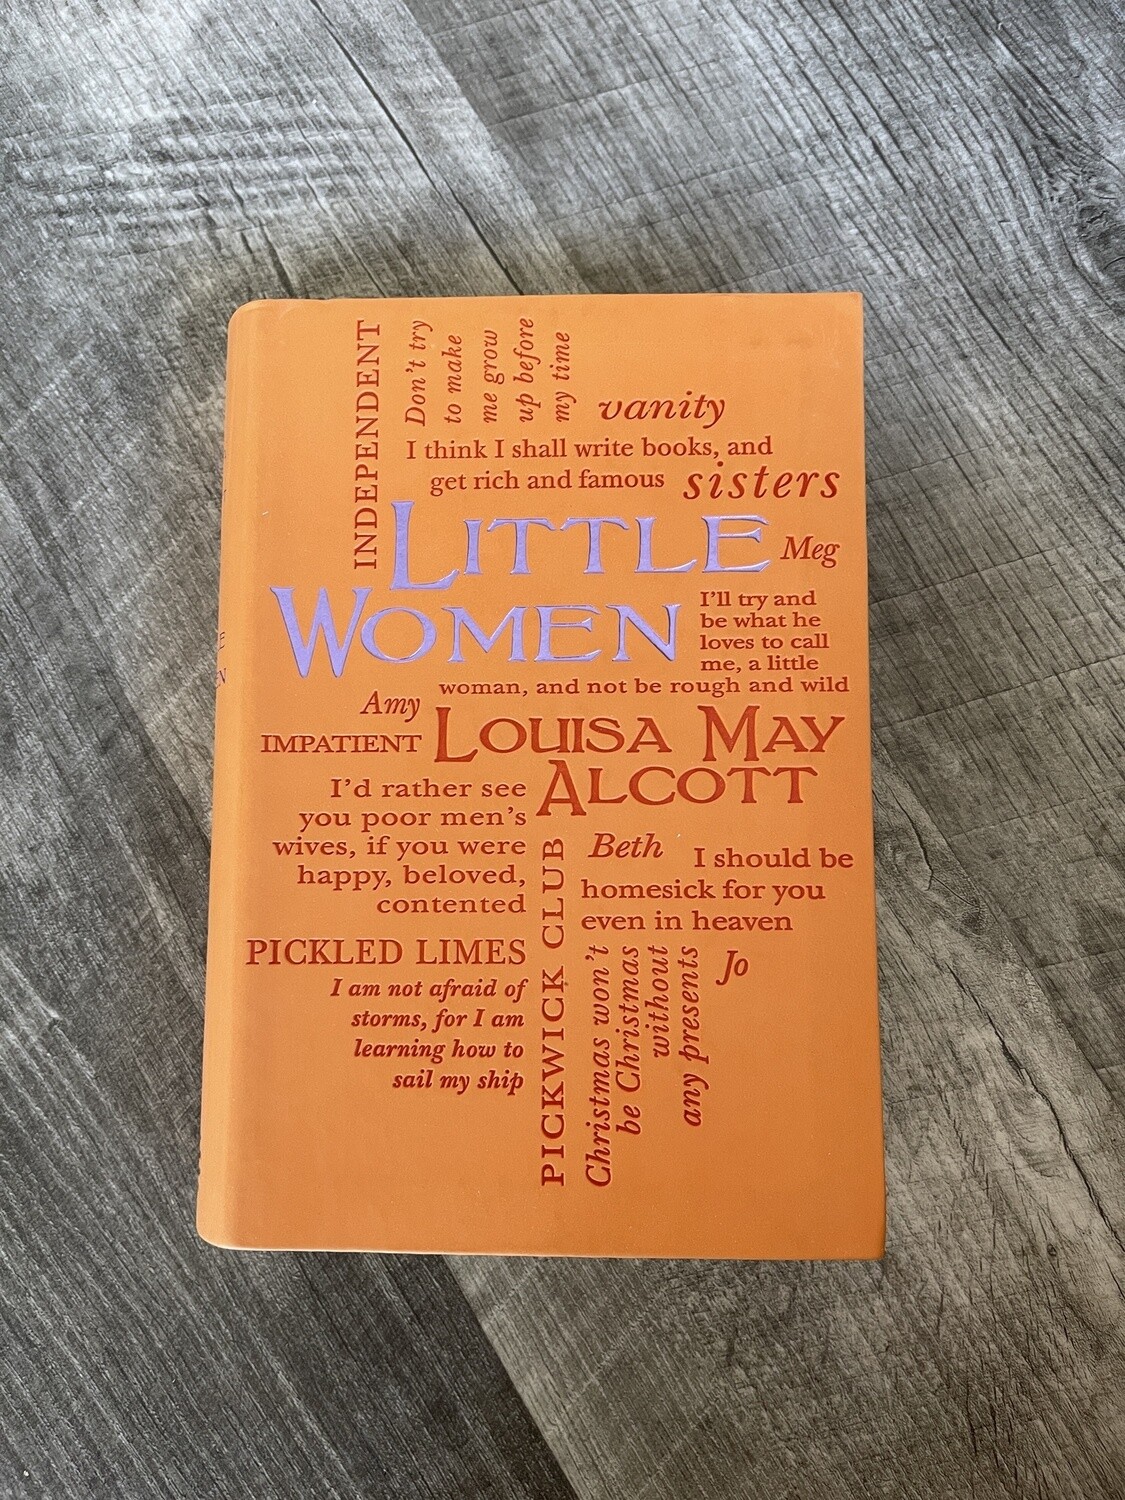 INDEPENDENT
Don't try
to make
me grow
up before
my time
vanity
I think I shall write books, and
get rich and famous
sisters
LITTLE
Meg
WOMEN
I'll try and
be what he
loves to call
me, a little
woman, and not be rough and wild
Amy
IMPATIENT
LOUISA MAY
ALCOTT
I'd rather see
you poor men's
wives, if you were
happy, beloved,
contented
PICKWICK CLUB
Beth
I should be
homesick for you
even in heaven
PICKLED LIMES
I am not afraid of
storms, for I am
learning how to
sail my ship
Christmas won't
be Christmas
without
any presents
Jo